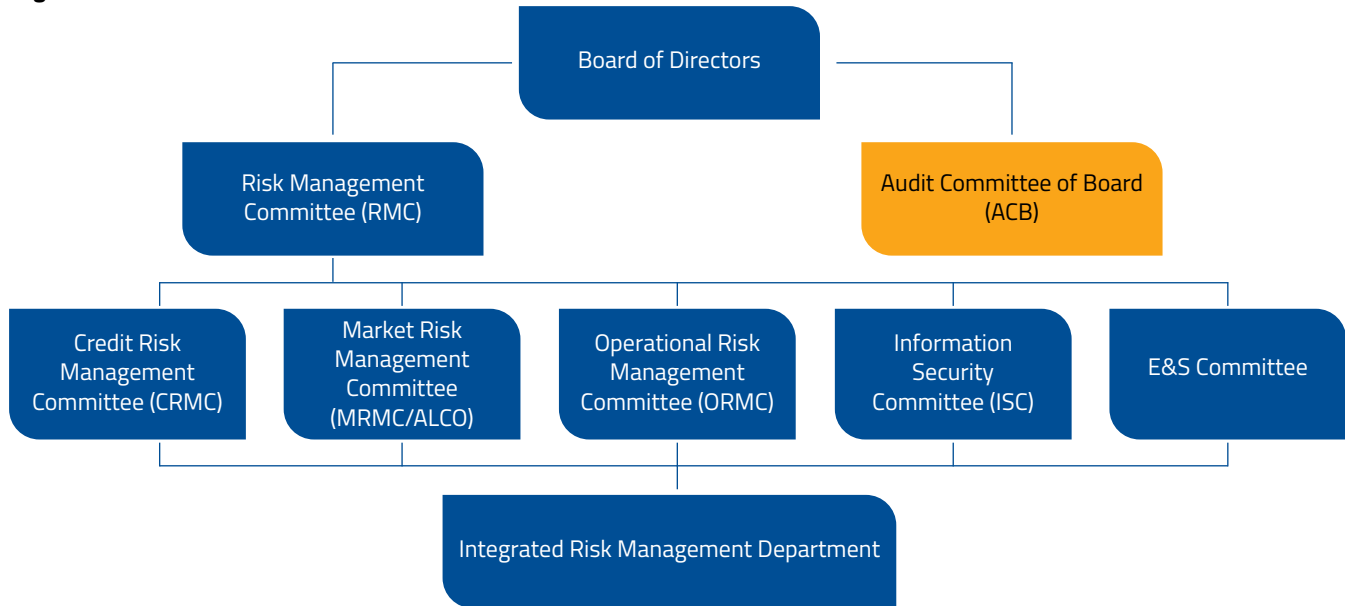 Board of Directors
Risk Management
Committee (RMC)
Audit Committee of Board
(ACB)
Credit Risk
Management
Committee (CRMC)
Market Risk
Management
Committee
(MRMC/ALCO)
Operational Risk
Management
Committee (ORMC)
Information
Security
Committee (ISC)
E&S Committee
Integrated Risk Management Department